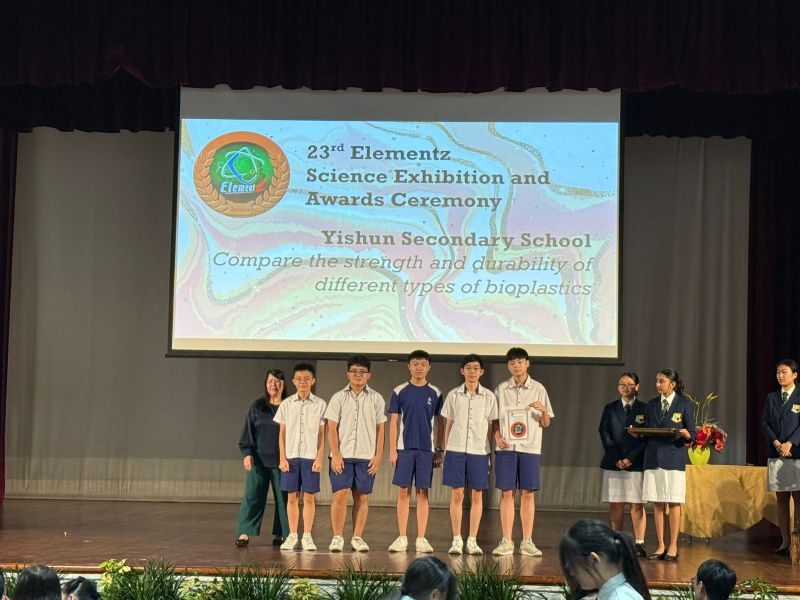 Elementz
23rd Elementz
Science Exhibition and
Awards Ceremony
Yishun Secondary School
Compare the strength and durability of
different types of bioplastics